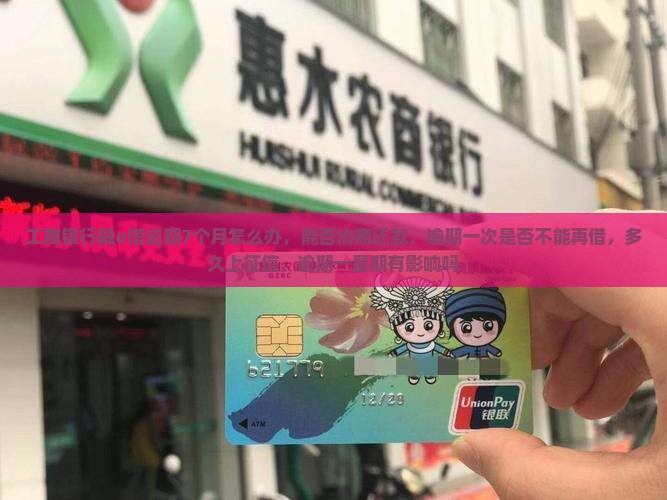 惠水农商银行
HUISHUI RURAL COMMERCIAL
工商银行融e借逾期7个月怎么办，能否协商还款，逾期一次是否不能再借，多
久上征信，逾期一星期有影响吗
GZRC
621779
12/20
ATM
UnionPay
银联